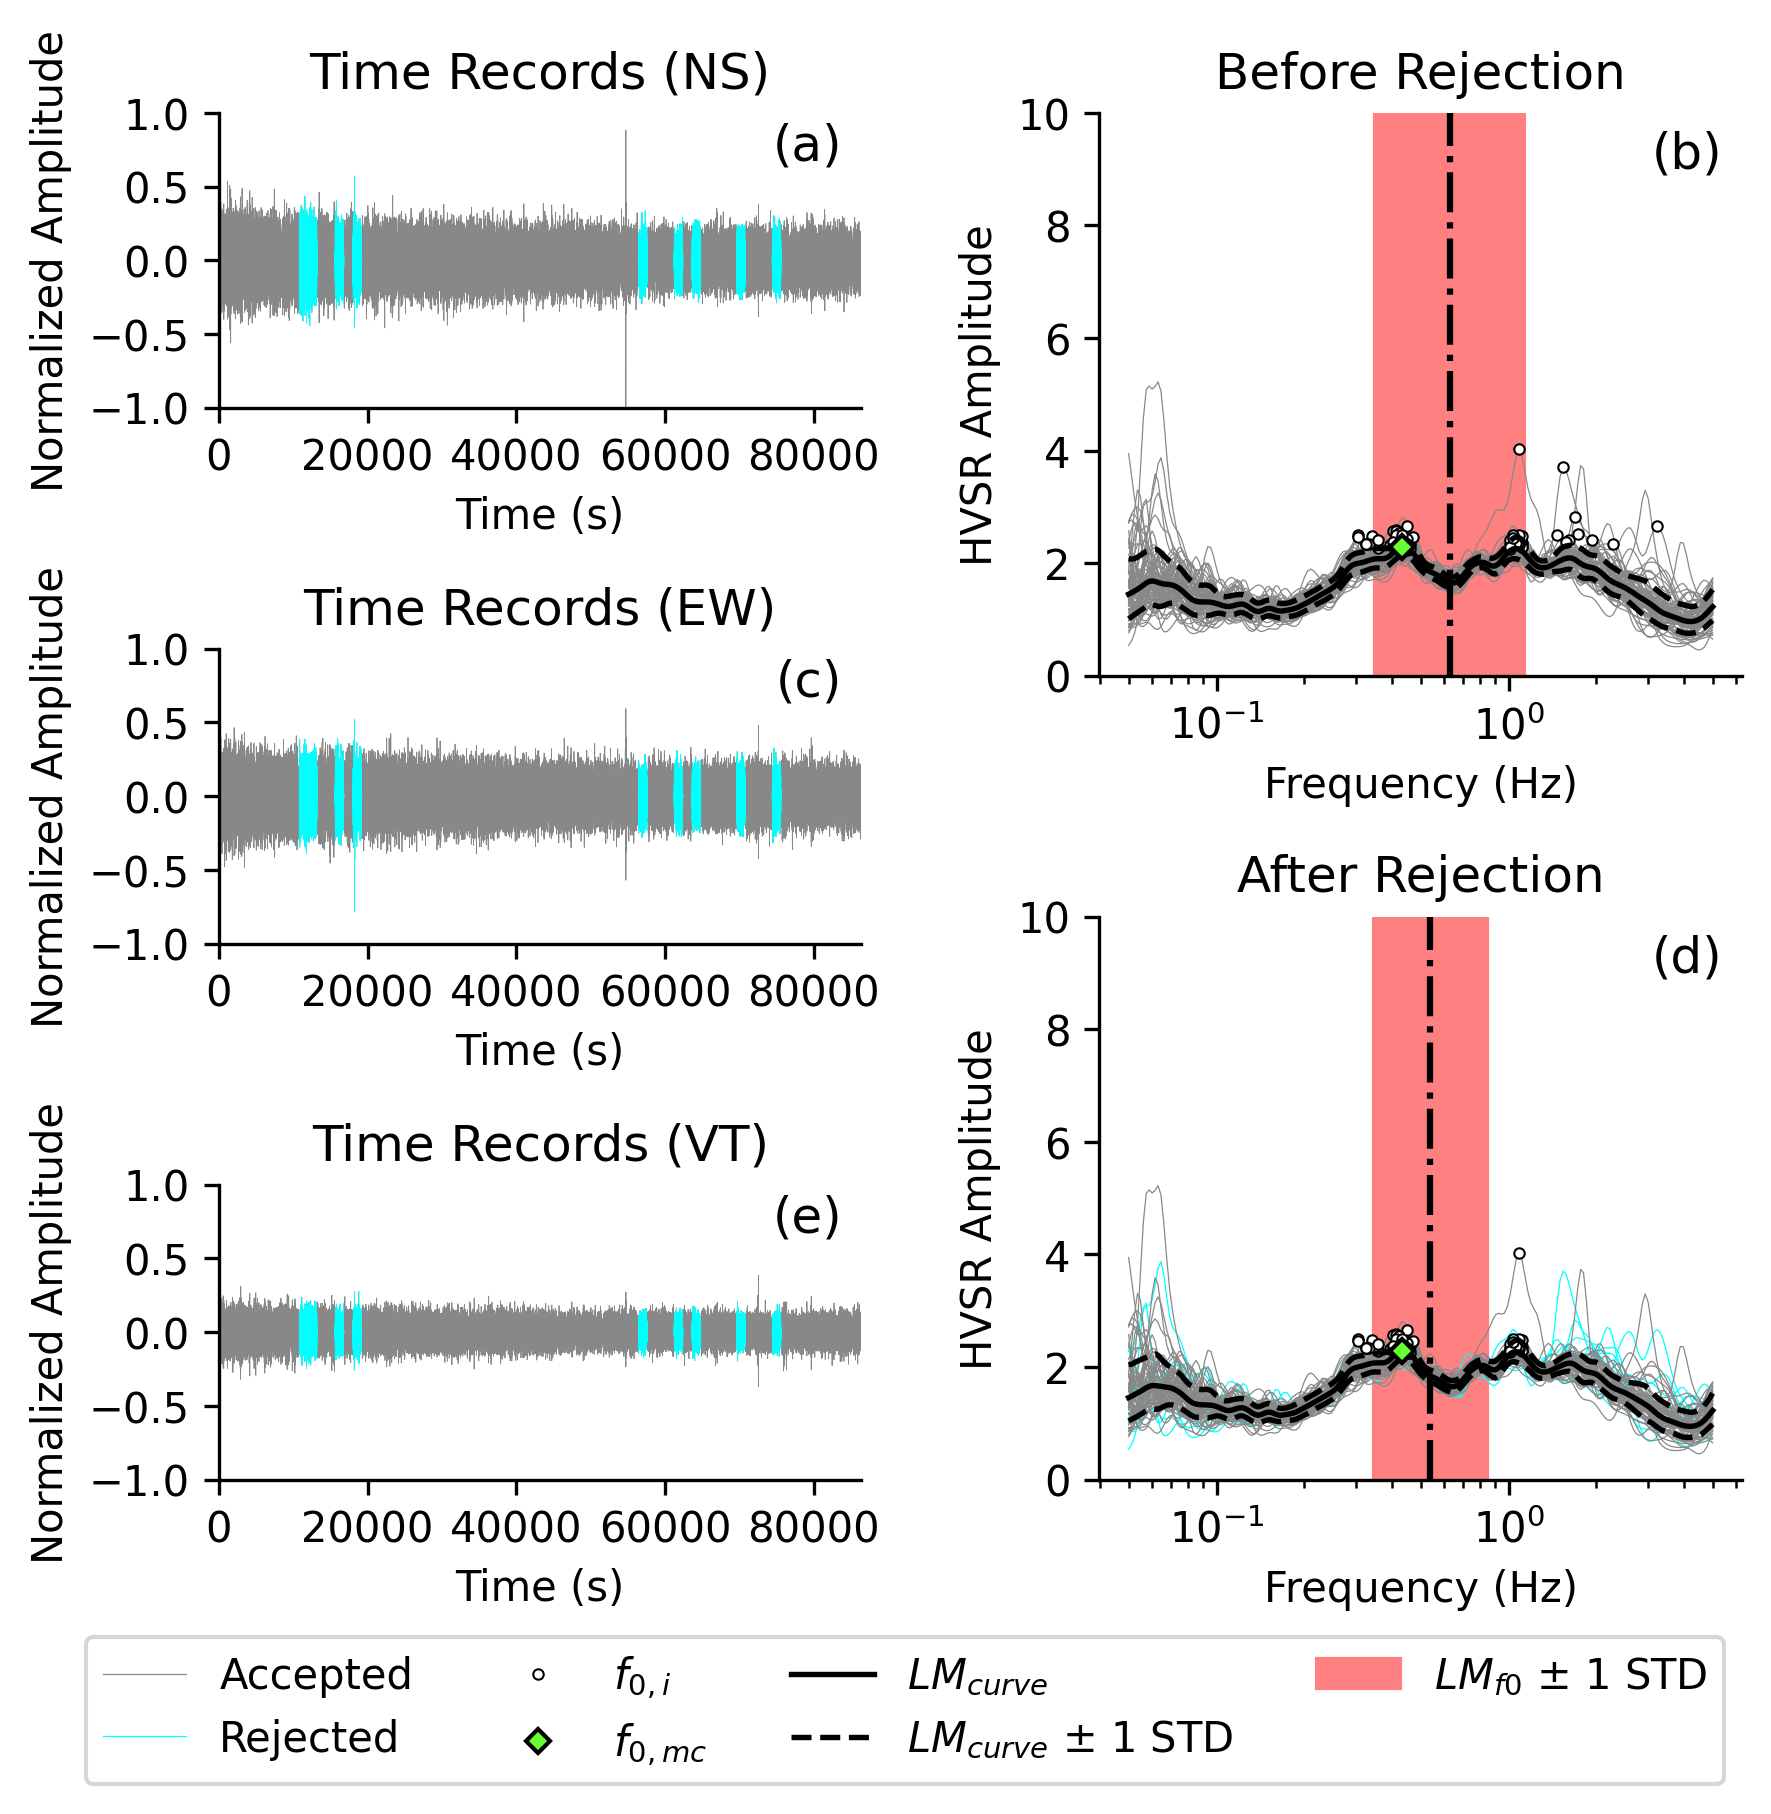 Time Records (NS)
(a)
Normalized Amplitude
1.0
0.5
0.0
−0.5
−1.0
0 20000 40000 60000 80000
Time (s)
Before Rejection
(b)
HVSR Amplitude
10
8
6
4
2
0
10⁻¹ 10⁰
Frequency (Hz)
Time Records (EW)
(c)
Normalized Amplitude
1.0
0.5
0.0
−0.5
−1.0
0 20000 40000 60000 80000
Time (s)
After Rejection
(d)
HVSR Amplitude
10
8
6
4
2
0
10⁻¹ 10⁰
Frequency (Hz)
Time Records (VT)
(e)
Normalized Amplitude
1.0
0.5
0.0
−0.5
−1.0
0 20000 40000 60000 80000
Time (s)
Accepted
Rejected
f0,i
f0,mc
LMcurve
LMcurve ± 1 STD
LMf0 ± 1 STD